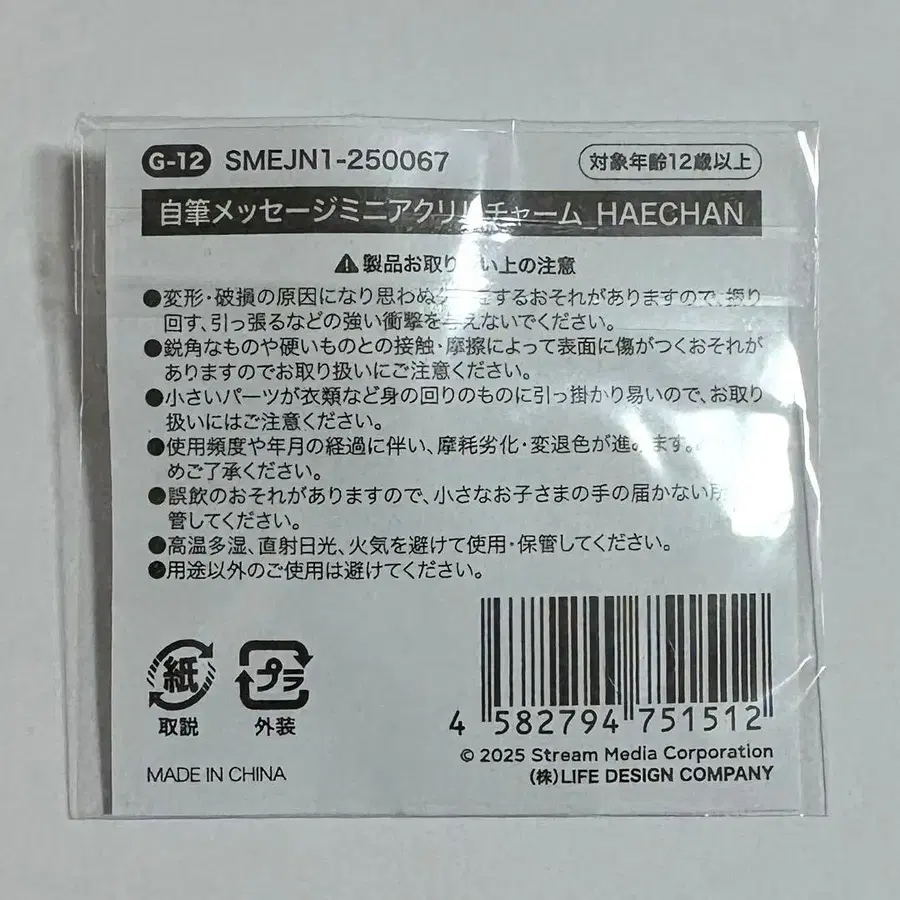 G-12 SMEJN1-250067 対象年齢12歳以上
自筆メッセージミニアクリルチャーム_HAECHAN
製品お取り扱い上の注意
●変形・破損の原因になり思わぬ するおそれがありますので、振り
回す、引っ張るなどの強い衝撃を与えないでください。
●鋭角なものや硬いものとの接触・摩擦によって表面に傷がつくおそれが
ありますのでお取り扱いにご注意ください。
●小さいパーツが衣類など身の回りのものに引っ掛かり易いので、お取り
扱いにはご注意ください。
●使用頻度や年月の経過に伴い、摩耗劣化・変退色が進みます。
めご了承ください。
●誤飲のおそれがありますので、小さなお子さまの手の届かない所
管してください。
●高温多湿、直射日光、火気を避けて使用・保管してください。
●用途以外のご使用は避けてください。
紙 プラ
取説 外装
4 582794 751512
MADE IN CHINA
© 2025 Stream Media Corporation
(株)LIFE DESIGN COMPANY